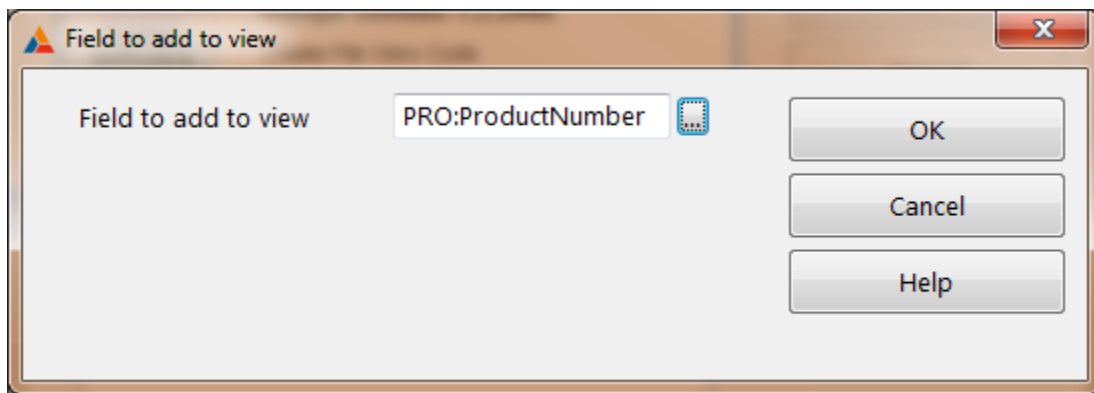 Field to add to view
Field to add to view PRO:ProductNumber ...
OK
Cancel
Help